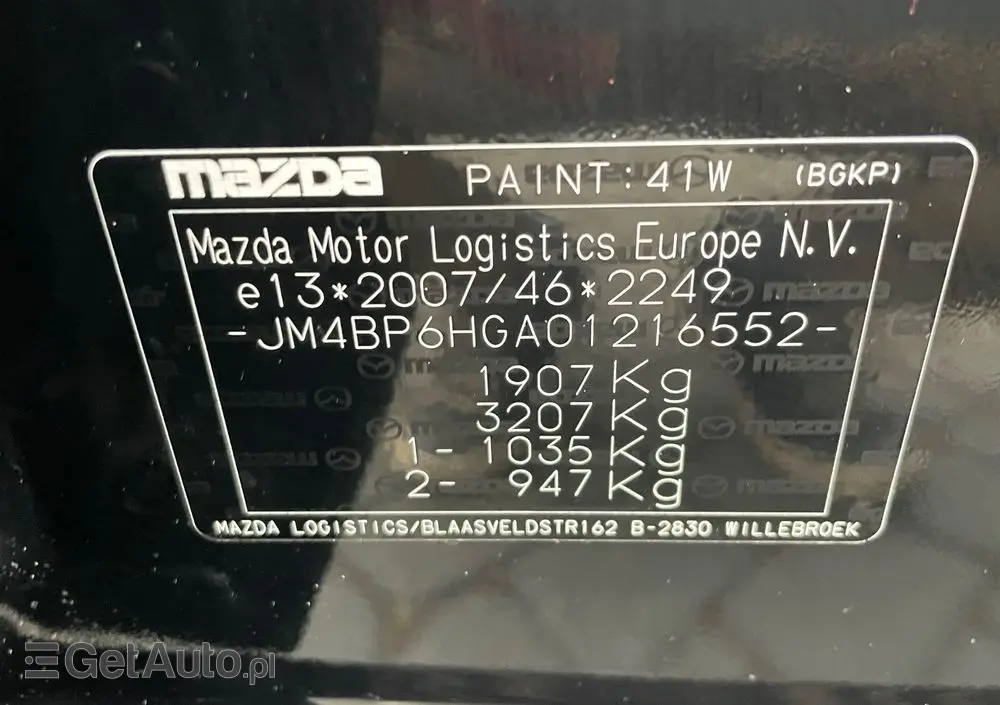 mazda PAINT: 41W (BGKP)
Mazda Motor Logistics Europe N.V.
e13*2007/46*2249
-JM4BP6HGA01216552-
1907 Kg
3207 Kg
1- 1035 Kg
2- 947 Kg
MAZDA LOGISTICS/BLAASVELDSTR162 B-2830 WILLEBROEK
GetAuto.pl